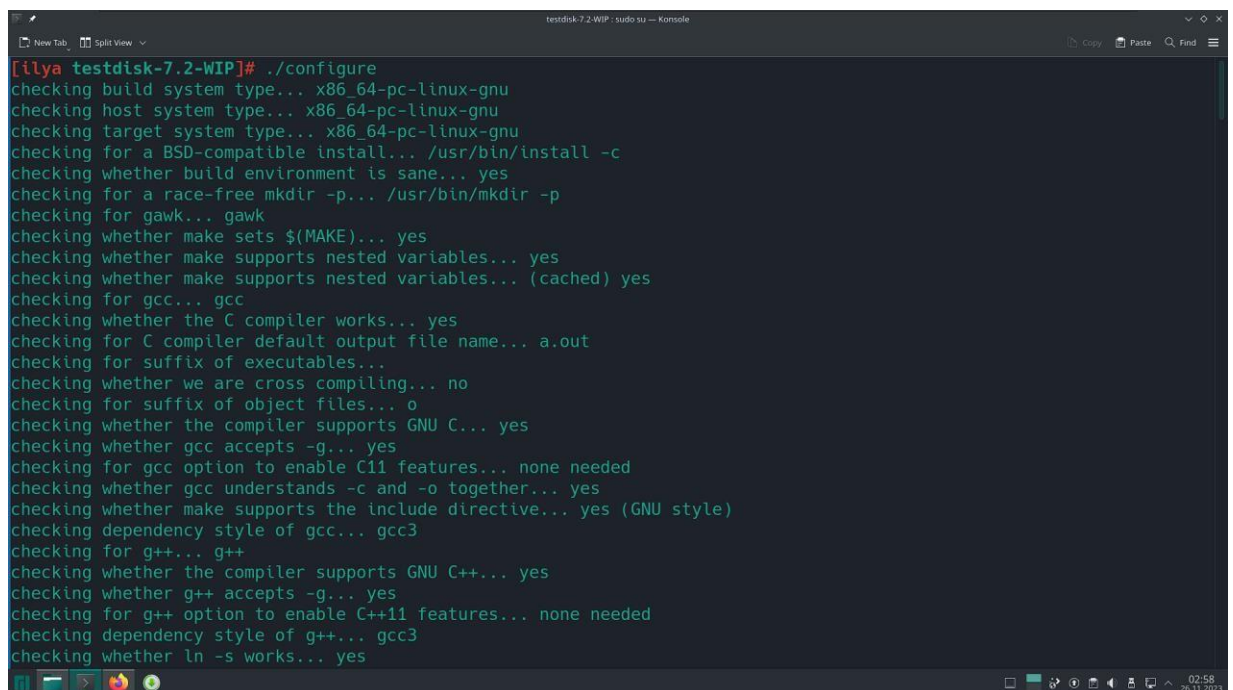 testdisk-7.2-WIP : sudo su — Konsole
New Tab Split View Copy Paste Find
[ilya testdisk-7.2-WIP]# ./configure
checking build system type... x86_64-pc-linux-gnu
checking host system type... x86_64-pc-linux-gnu
checking target system type... x86_64-pc-linux-gnu
checking for a BSD-compatible install... /usr/bin/install -c
checking whether build environment is sane... yes
checking for a race-free mkdir -p... /usr/bin/mkdir -p
checking for gawk... gawk
checking whether make sets $(MAKE)... yes
checking whether make supports nested variables... yes
checking whether make supports nested variables... (cached) yes
checking for gcc... gcc
checking whether the C compiler works... yes
checking for C compiler default output file name... a.out
checking for suffix of executables...
checking whether we are cross compiling... no
checking for suffix of object files... o
checking whether the compiler supports GNU C... yes
checking whether gcc accepts -g... yes
checking for gcc option to enable C11 features... none needed
checking whether gcc understands -c and -o together... yes
checking whether make supports the include directive... yes (GNU style)
checking dependency style of gcc... gcc3
checking for g++... g++
checking whether the compiler supports GNU C++... yes
checking whether g++ accepts -g... yes
checking for g++ option to enable C++11 features... none needed
checking dependency style of g++... gcc3
checking whether ln -s works... yes
02:58
26.11.2023